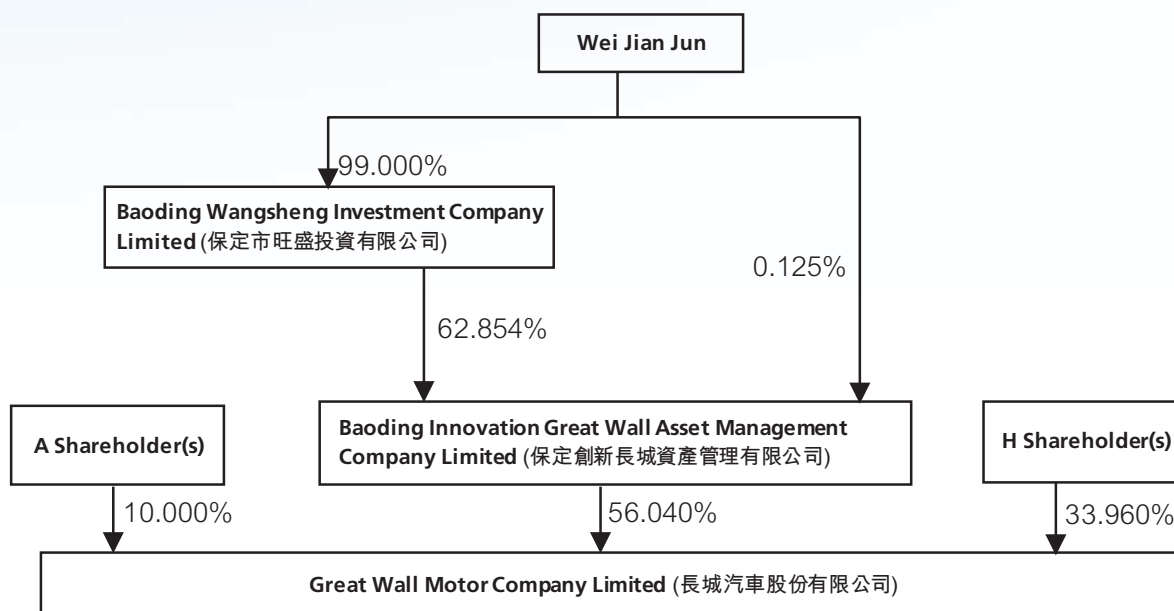 Wei Jian Jun
99.000%
Baoding Wangsheng Investment Company
Limited (保定市旺盛投資有限公司)
0.125%
62.854%
A Shareholder(s)
Baoding Innovation Great Wall Asset Management
Company Limited (保定創新長城資產管理有限公司)
H Shareholder(s)
10.000%
56.040%
33.960%
Great Wall Motor Company Limited (長城汽車股份有限公司)